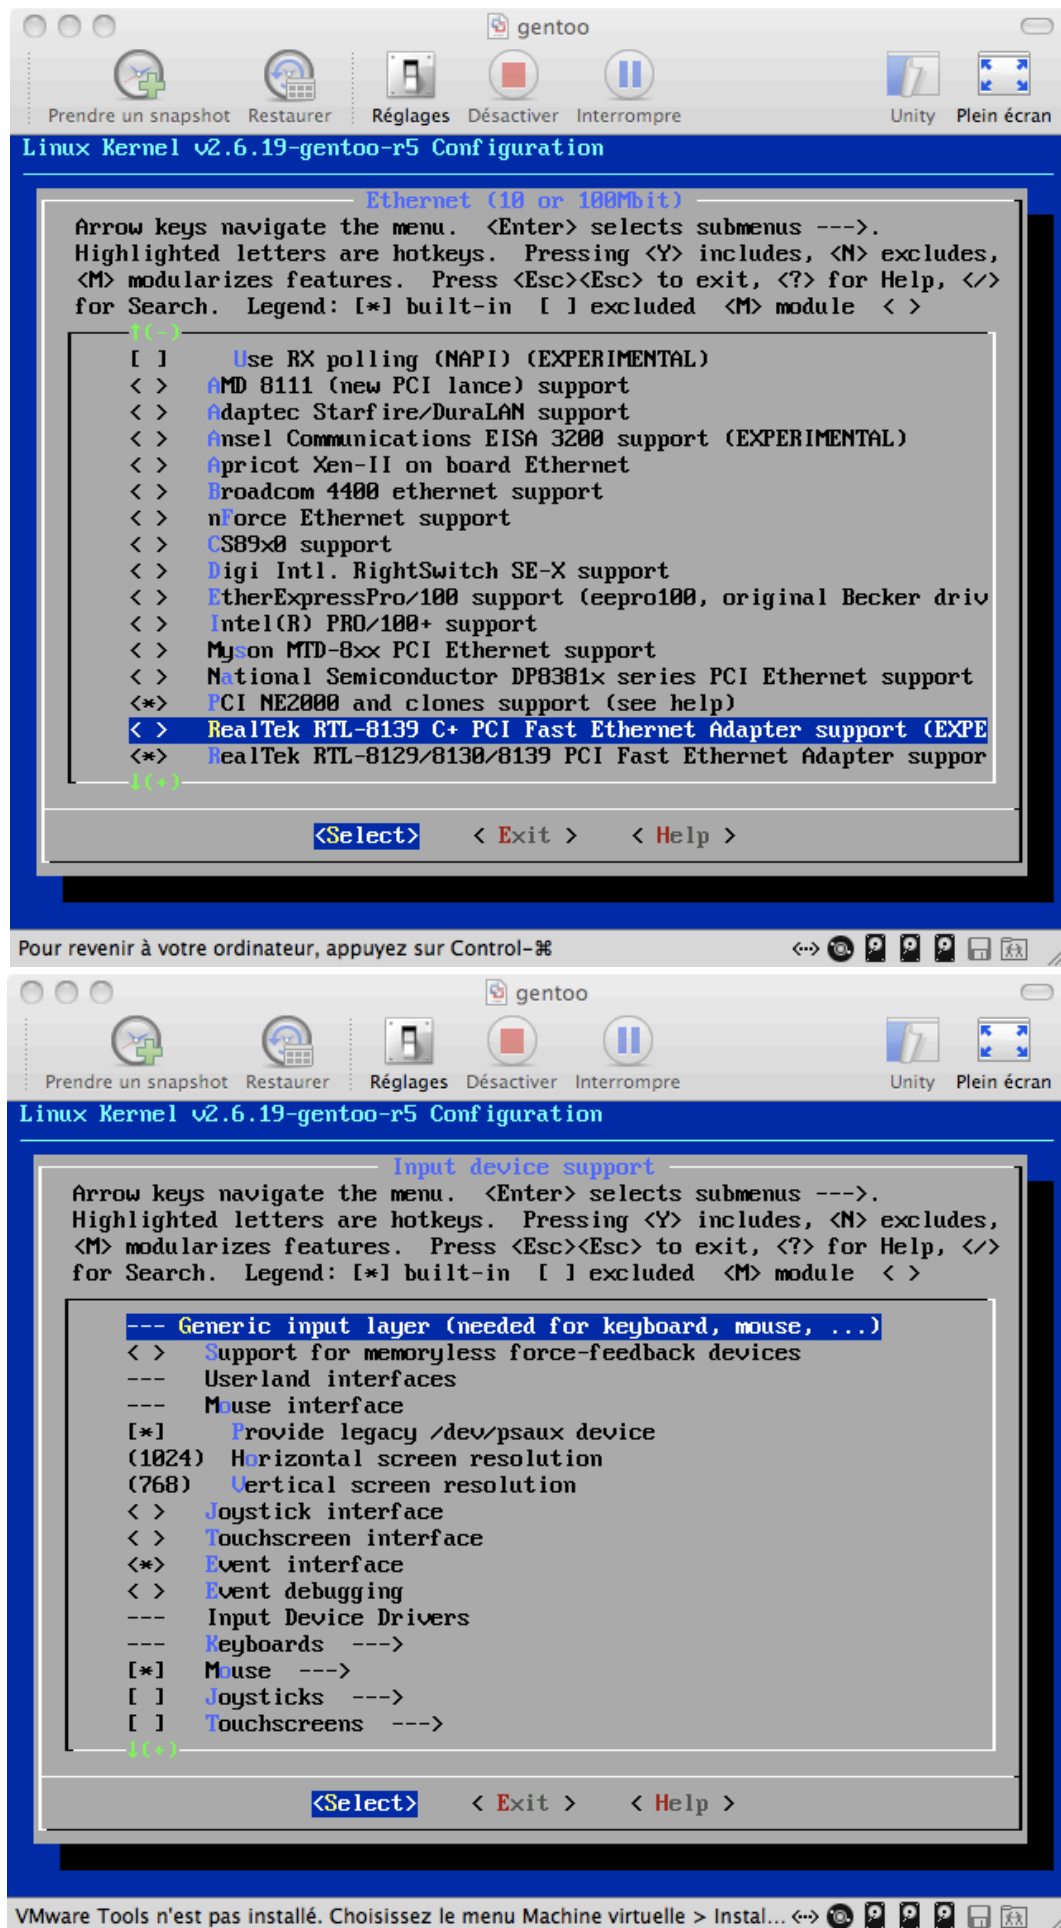 gentoo
Prendre un snapshot Restaurer Réglages Désactiver Interrompre Unity Plein écran
Linux Kernel v2.6.19-gentoo-r5 Configuration
Ethernet (10 or 100Mbit)
Arrow keys navigate the menu.  <Enter> selects submenus --->.
Highlighted letters are hotkeys.  Pressing <Y> includes, <N> excludes,
<M> modularizes features.  Press <Esc><Esc> to exit, <?> for Help, </>
for Search.  Legend: [*] built-in  [ ] excluded  <M> module  < >
↑(-)
[ ]     Use RX polling (NAPI) (EXPERIMENTAL)
< >   AMD 8111 (new PCI lance) support
< >   Adaptec Starfire/DuraLAN support
< >   Ansel Communications EISA 3200 support (EXPERIMENTAL)
< >   Apricot Xen-II on board Ethernet
< >   Broadcom 4400 ethernet support
< >   nForce Ethernet support
< >   CS89x0 support
< >   Digi Intl. RightSwitch SE-X support
< >   EtherExpressPro/100 support (eepro100, original Becker driv
< >   Intel(R) PRO/100+ support
< >   Myson MTD-8xx PCI Ethernet support
< >   National Semiconductor DP8381x series PCI Ethernet support
<*>   PCI NE2000 and clones support (see help)
< >   RealTek RTL-8139 C+ PCI Fast Ethernet Adapter support (EXPE
<*>   RealTek RTL-8129/8130/8139 PCI Fast Ethernet Adapter suppor
↓(+)
<Select>    < Exit >    < Help >
Pour revenir à votre ordinateur, appuyez sur Control-⌘
gentoo
Prendre un snapshot Restaurer Réglages Désactiver Interrompre Unity Plein écran
Linux Kernel v2.6.19-gentoo-r5 Configuration
Input device support
Arrow keys navigate the menu.  <Enter> selects submenus --->.
Highlighted letters are hotkeys.  Pressing <Y> includes, <N> excludes,
<M> modularizes features.  Press <Esc><Esc> to exit, <?> for Help, </>
for Search.  Legend: [*] built-in  [ ] excluded  <M> module  < >
--- Generic input layer (needed for keyboard, mouse, ...)
< >   Support for memoryless force-feedback devices
---   Userland interfaces
---   Mouse interface
[*]     Provide legacy /dev/psaux device
(1024)  Horizontal screen resolution
(768)   Vertical screen resolution
< >   Joystick interface
< >   Touchscreen interface
<*>   Event interface
< >   Event debugging
---   Input Device Drivers
---   Keyboards  --->
[*]   Mouse  --->
[ ]   Joysticks  --->
[ ]   Touchscreens  --->
↓(+)
<Select>    < Exit >    < Help >
VMware Tools n'est pas installé. Choisissez le menu Machine virtuelle > Instal...